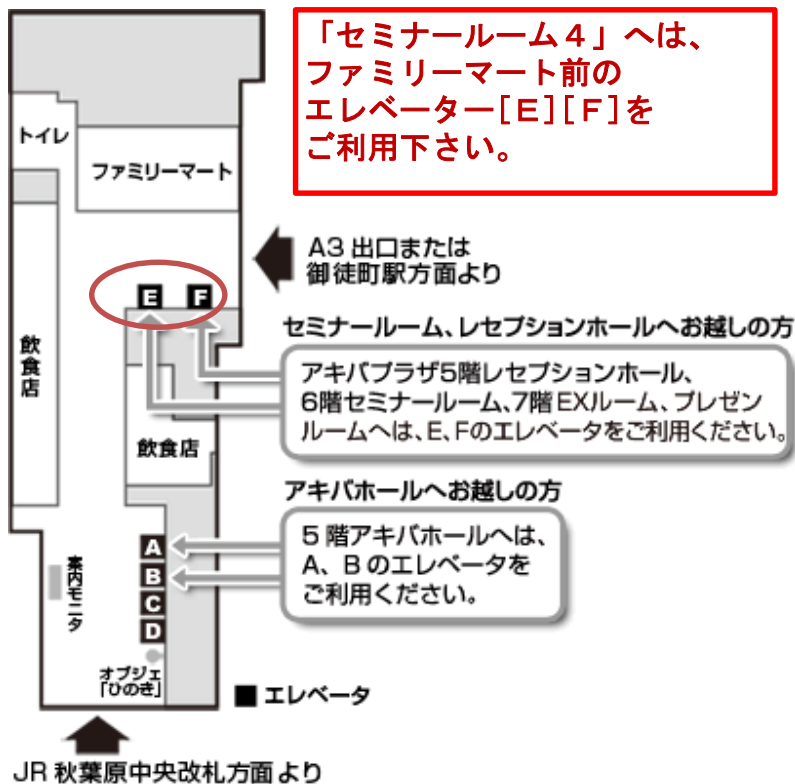 「セミナールーム４」へは、
ファミリーマート前の
エレベーター[Ｅ][Ｆ]を
ご利用下さい。
トイレ
ファミリーマート
A3 出口または
御徒町駅方面より
E F
セミナールーム、レセプションホールへお越しの方
アキバプラザ5階レセプションホール、
6階セミナールーム、7階EXルーム、プレゼン
ルームへは、E、Fのエレベータをご利用ください。
飲食店
飲食店
アキバホールへお越しの方
5 階アキバホールへは、
A、B のエレベータを
ご利用ください。
A
B
C
D
案内モニタ
オブジェ
「ひのき」
■ エレベータ
JR 秋葉原中央改札方面より